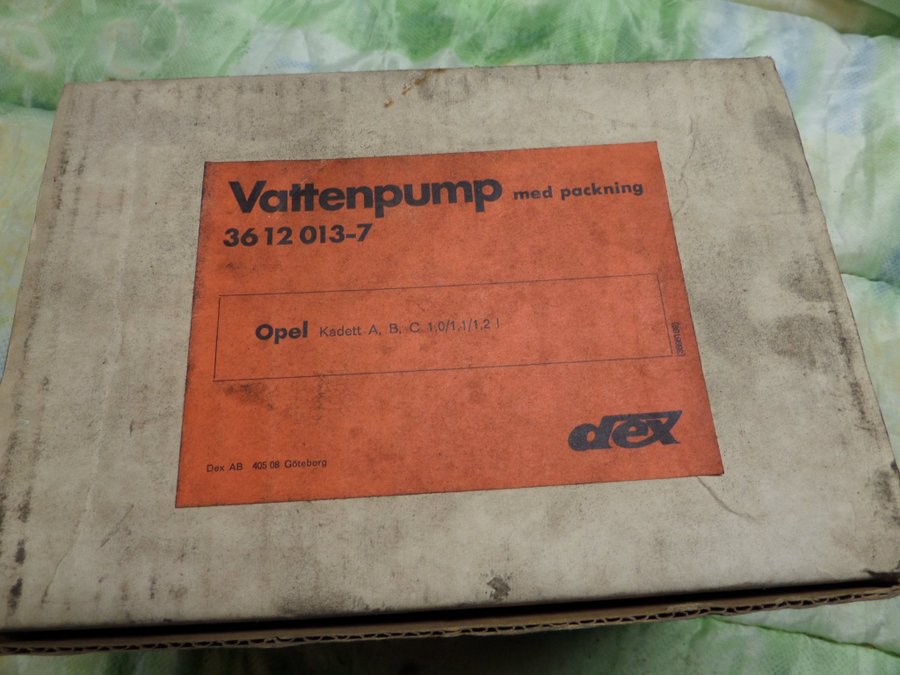 Vattenpump med packning
36 12 013-7
Opel Kadett A, B, C 1,0/1,1/1,2 l
dex
Dex AB 405 08 Göteborg